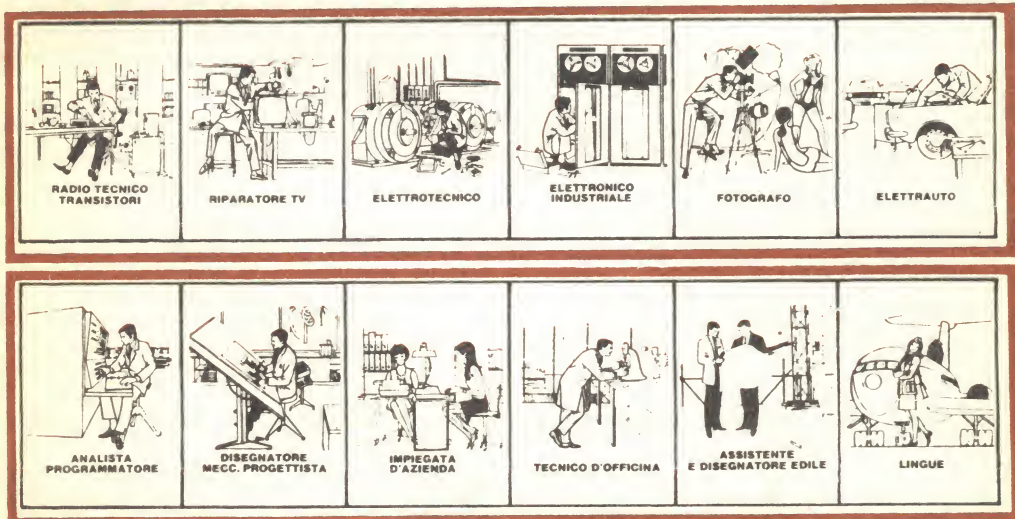 RADIO TECNICO
TRANSISTORI
RIPARATORE TV
ELETTROTECNICO
ELETTRONICO
INDUSTRIALE
FOTOGRAFO
ELETTRAUTO
ANALISTA
PROGRAMMATORE
DISEGNATORE
MECC. PROGETTISTA
IMPIEGATA
D'AZIENDA
TECNICO D'OFFICINA
ASSISTENTE
E DISEGNATORE EDILE
LINGUE